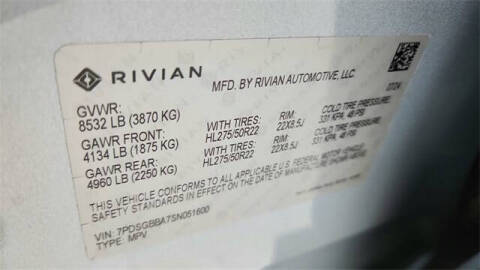 RIVIAN
MFD. BY RIVIAN AUTOMOTIVE, LLC
07/24
GVWR:
8532 LB (3870 KG)
GAWR FRONT: WITH TIRES: RIM: COLD TIRE PRESSURE:
4134 LB (1875 KG) HL275/50R22 22X8.5J 331 KPA, 48 PSI
GAWR REAR: WITH TIRES: RIM: COLD TIRE PRESSURE:
4960 LB (2250 KG) HL275/50R22 22X8.5J 331 KPA, 48 PSI
THIS VEHICLE CONFORMS TO ALL APPLICABLE U.S. FEDERAL MOTOR VEHICLE
SAFETY STANDARDS IN EFFECT ON THE DATE OF MANUFACTURE SHOWN ABOVE.
VIN: 7PDSGBBA7SN051600
TYPE: MPV